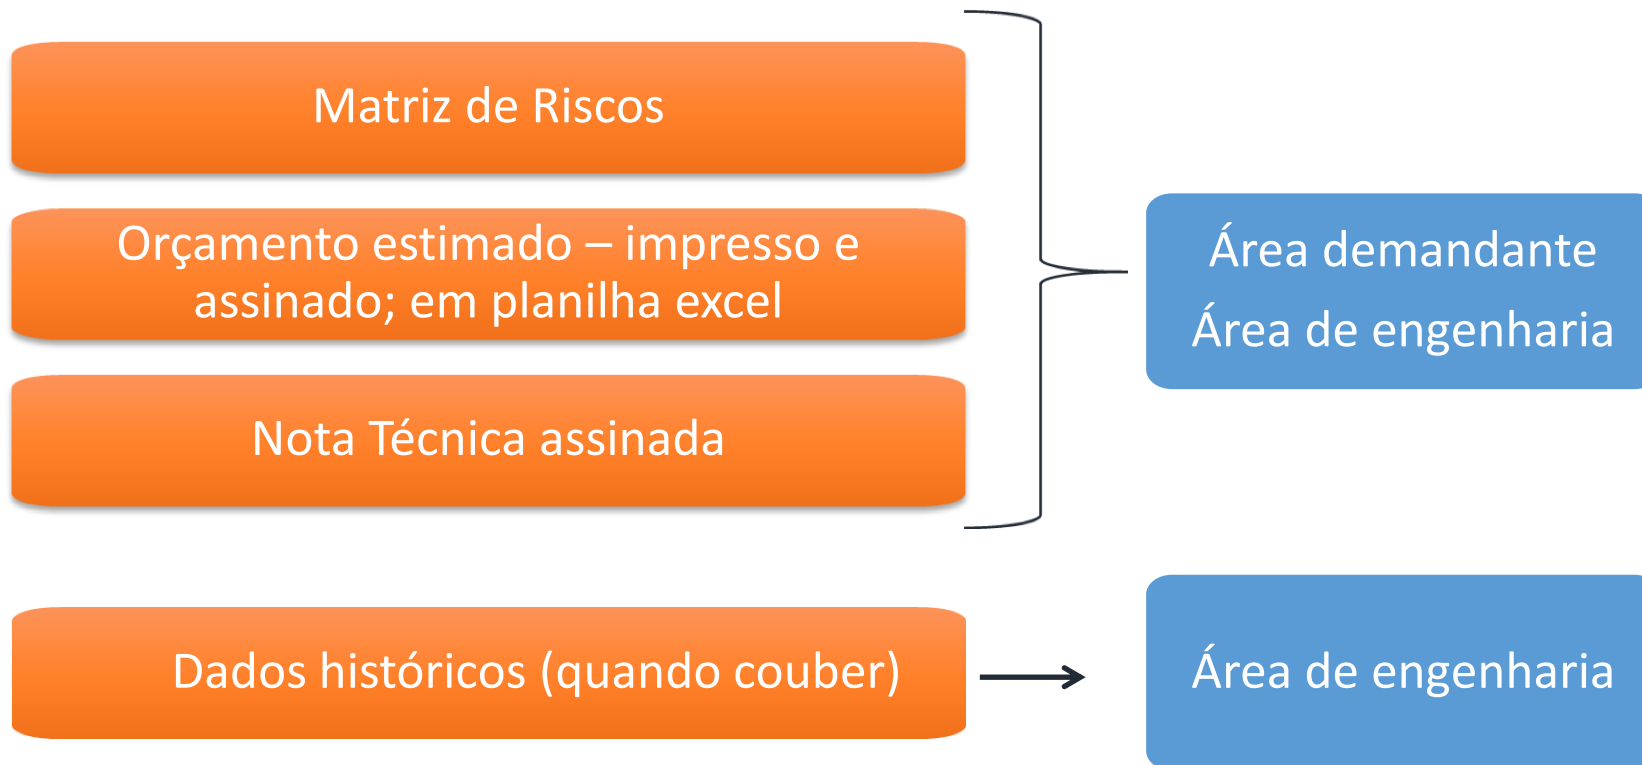 Matriz de Riscos
Orçamento estimado – impresso e
assinado; em planilha excel
Nota Técnica assinada
Área demandante
Área de engenharia
Dados históricos (quando couber)
Área de engenharia